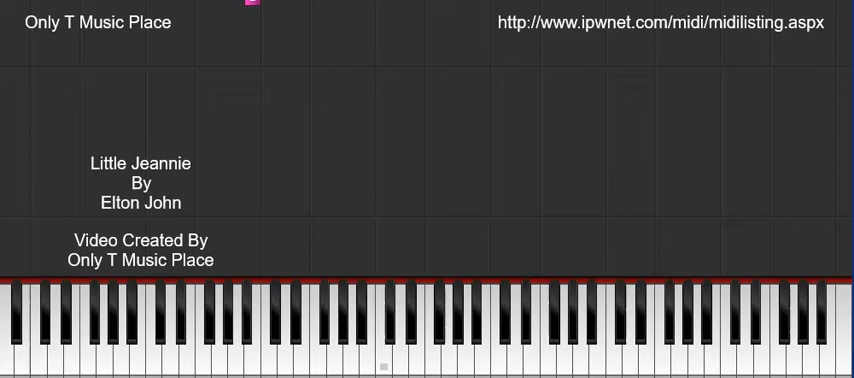 Only T Music Place
http://www.ipwnet.com/midi/midilisting.aspx
Little Jeannie
By
Elton John
Video Created By
Only T Music Place